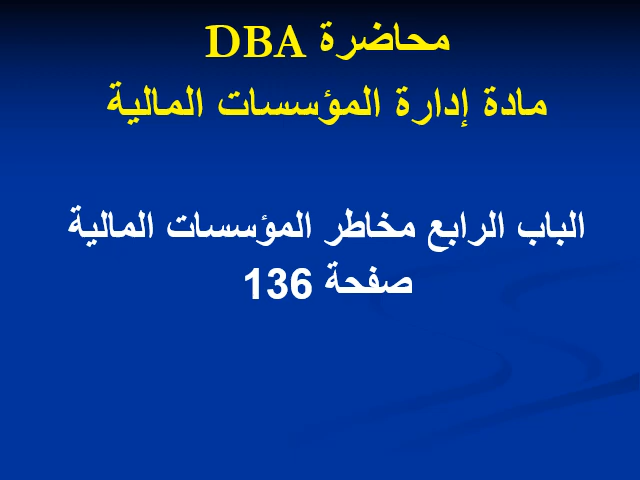 محاضرة DBA
مادة إدارة المؤسسات المالية
الباب الرابع مخاطر المؤسسات المالية
صفحة 136